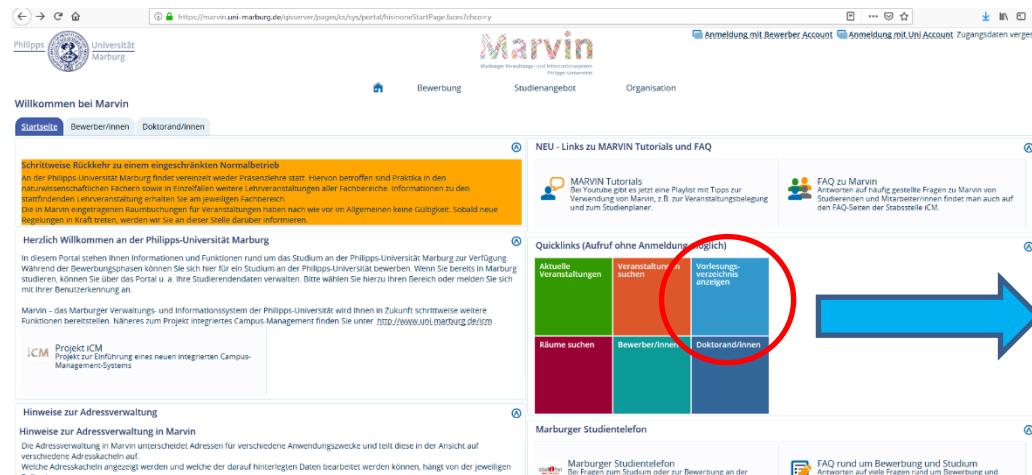 https://marvin.uni-marburg.de/qisserver/pages/cs/sys/portal/hisinoneStartPage.faces?chco=y
Philipps Universität
Marburg
Marvin
Marburger Verwaltungs- und Informationssystem
Philipps-Universität
Anmeldung mit Bewerber Account Anmeldung mit Uni Account Zugangsdaten verges
Bewerbung Studienangebot Organisation
Willkommen bei Marvin
Startseite Bewerber/innen Doktorand/innen
Schrittweise Rückkehr zu einem eingeschränkten Normalbetrieb
An der Philipps-Universität Marburg findet vereinzelt wieder Präsenzlehre statt. Hiervon betroffen sind Praktika in den
naturwissenschaftlichen Fächern sowie in Einzelfällen weitere Lehrveranstaltungen aller Fachbereiche. Informationen zu den
stattfindenden Lehrveranstaltung erhalten Sie am jeweiligen Fachbereich.
Die in Marvin eingetragenen Raumbuchungen für Veranstaltungen haben nach wie vor im Allgemeinen keine Gültigkeit. Sobald neue
Regelungen in Kraft treten, werden wir Sie an dieser Stelle darüber informieren.
Herzlich Willkommen an der Philipps-Universität Marburg
In diesem Portal stehen Ihnen Informationen und Funktionen rund um das Studium an der Philipps-Universität Marburg zur Verfügung.
Während der Bewerbungsphasen können Sie sich hier für ein Studium an der Philipps-Universität bewerben. Wenn Sie bereits in Marburg
studieren, können Sie über das Portal u. a. Ihre Studierendendaten verwalten. Bitte wählen Sie hierzu Ihren Bereich oder melden Sie sich
mit Ihrer Benutzerkennung an.
Marvin – das Marburger Verwaltungs- und Informationssystem der Philipps-Universität wird Ihnen in Zukunft schrittweise weitere
Funktionen bereitstellen. Näheres zum Projekt integriertes Campus-Management finden Sie unter http://www.uni-marburg.de/icm
iCM Projekt iCM
Projekt zur Einführung eines neuen integrierten Campus-
Management-Systems
Hinweise zur Adressverwaltung
Hinweise zur Adressverwaltung in Marvin
Die Adressverwaltung in Marvin unterscheidet Adressen für verschiedene Anwendungszwecke und teilt diese in der Ansicht auf
verschiedene Adresskacheln auf.
Welche Adresskacheln angezeigt werden und welche der darauf hinterlegten Daten bearbeitet werden können, hängt von der jeweiligen
NEU - Links zu MARVIN Tutorials und FAQ
MARVIN Tutorials
Bei Youtube gibt es jetzt eine Playlist mit Tipps zur
Verwendung von Marvin, z.B. zur Veranstaltungsbelegung
und zum Studienplaner.
FAQ zu Marvin
Antworten auf häufig gestellte Fragen zu Marvin von
Studierenden und Mitarbeiter/innen findet man auch auf
den FAQ-Seiten der Stabsstelle iCM.
Quicklinks (Aufruf ohne Anmeldung möglich)
Aktuelle
Veranstaltungen
Veranstaltungen
suchen
Vorlesungs-
verzeichnis
anzeigen
Räume suchen
Bewerber/innen
Doktorand/innen
Marburger Studientelefon
Marburger Studientelefon
Bei Fragen zum Studium oder zur Bewerbung an der
FAQ rund um Bewerbung und Studium
Antworten auf viele Fragen rund um Bewerbung und